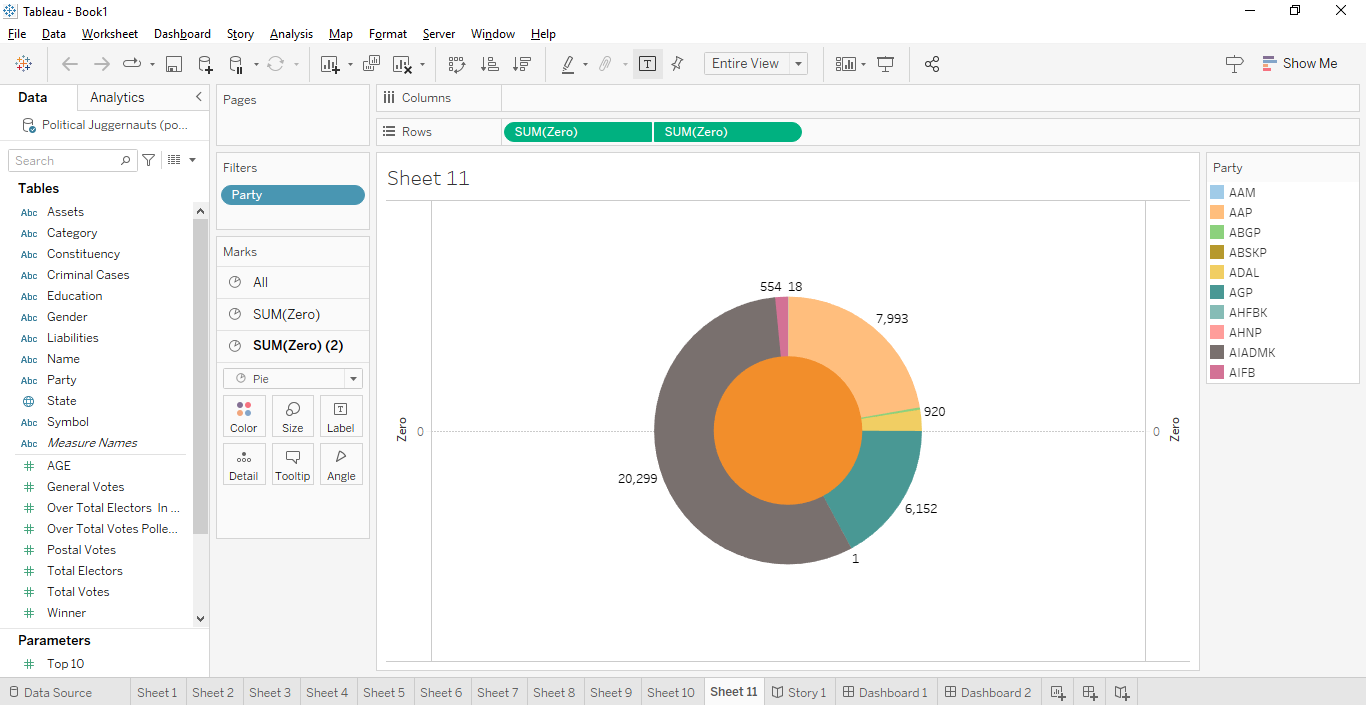 Tableau - Book1
File Data Worksheet Dashboard Story Analysis Map Format Server Window Help
Entire View
Show Me
Data Analytics
Political Juggernauts (po...
Search
Tables
Abc Assets
Abc Category
Abc Constituency
Abc Criminal Cases
Abc Education
Abc Gender
Abc Liabilities
Abc Name
Abc Party
State
Abc Symbol
Abc Measure Names
# AGE
# General Votes
# Over Total Electors In ...
# Over Total Votes Polle...
# Postal Votes
# Total Electors
# Total Votes
# Winner
Parameters
# Top 10
Pages
Filters
Party
Marks
All
SUM(Zero)
SUM(Zero) (2)
Pie
Color Size Label
Detail Tooltip Angle
Columns
Rows SUM(Zero) SUM(Zero)
Sheet 11
554 18
7,993
920
Zero 0
0 Zero
20,299
6,152
1
Party
AAM
AAP
ABGP
ABSKP
ADAL
AGP
AHFBK
AHNP
AIADMK
AIFB
Data Source Sheet 1 Sheet 2 Sheet 3 Sheet 4 Sheet 5 Sheet 6 Sheet 7 Sheet 8 Sheet 9 Sheet 10 Sheet 11 Story 1 Dashboard 1 Dashboard 2